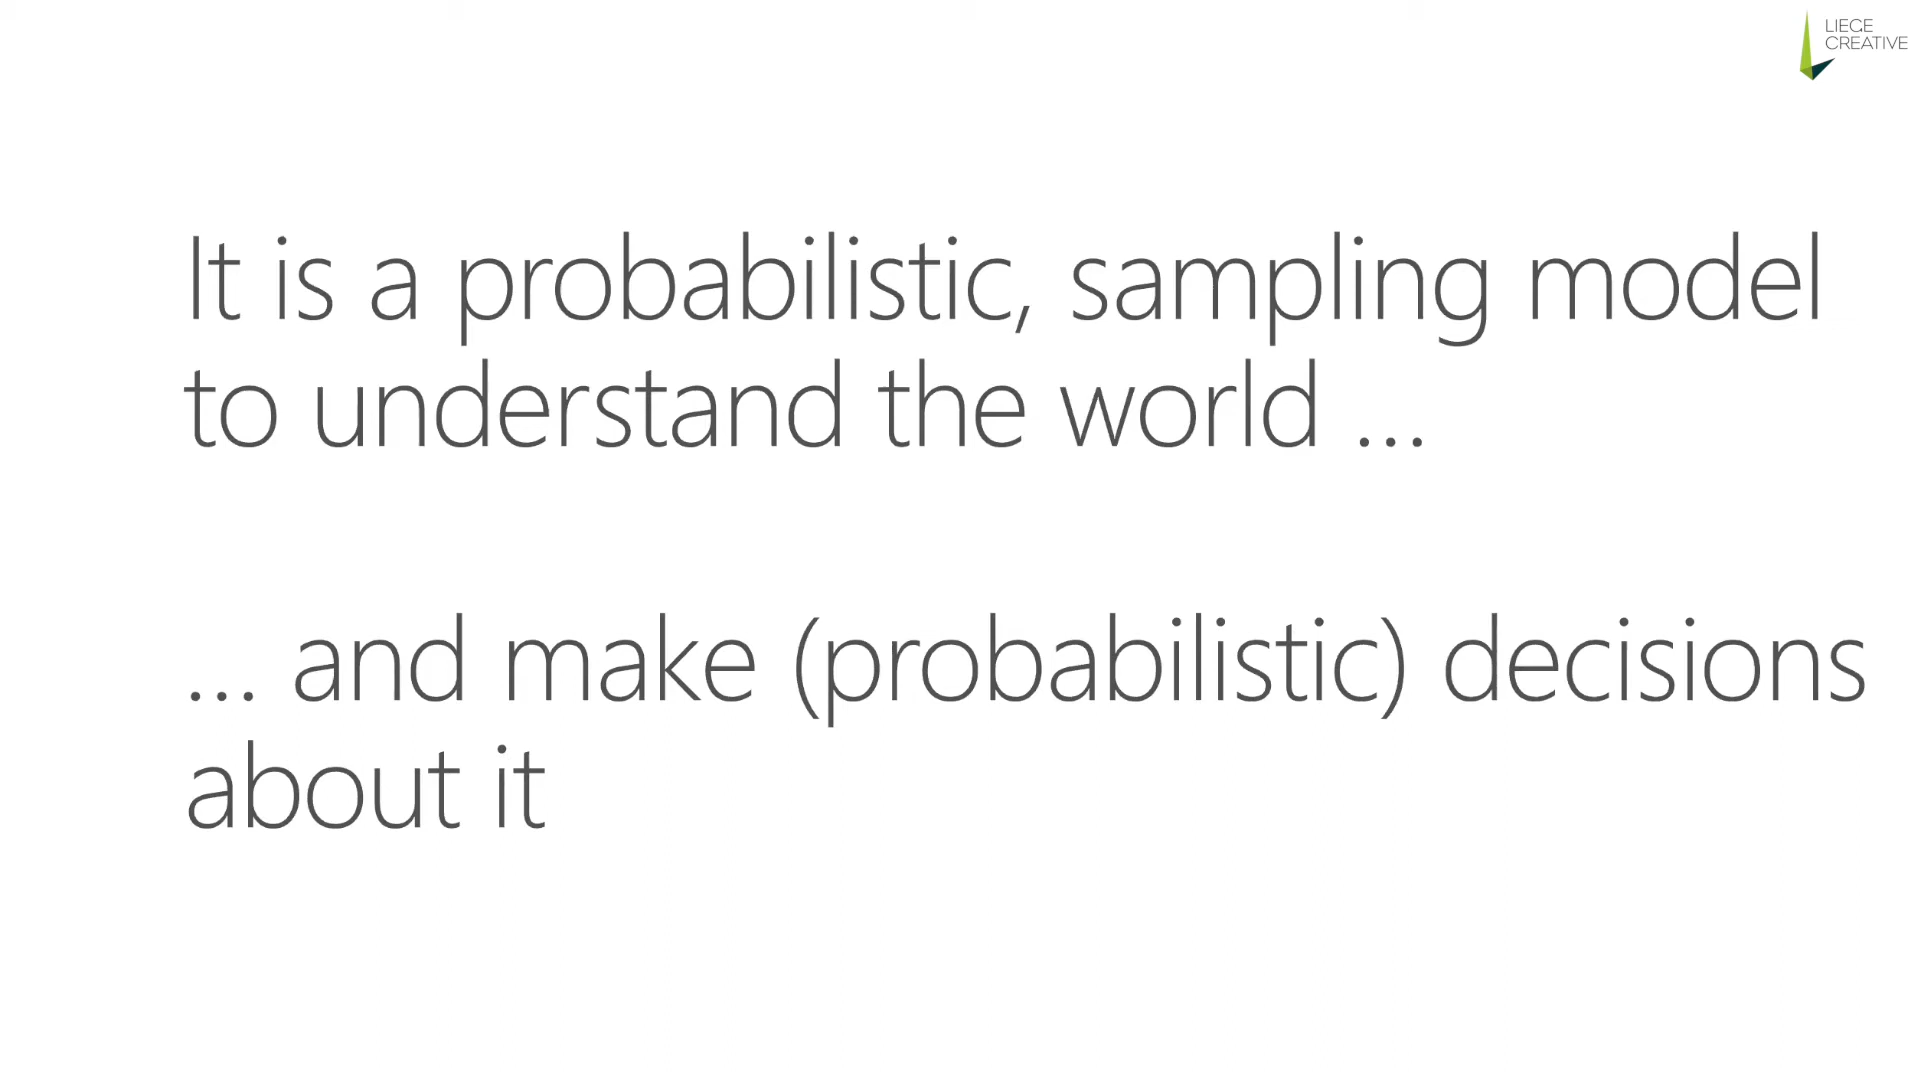 LIEGE
CREATIVE
It is a probabilistic, sampling model
to understand the world ...
... and make (probabilistic) decisions
about it